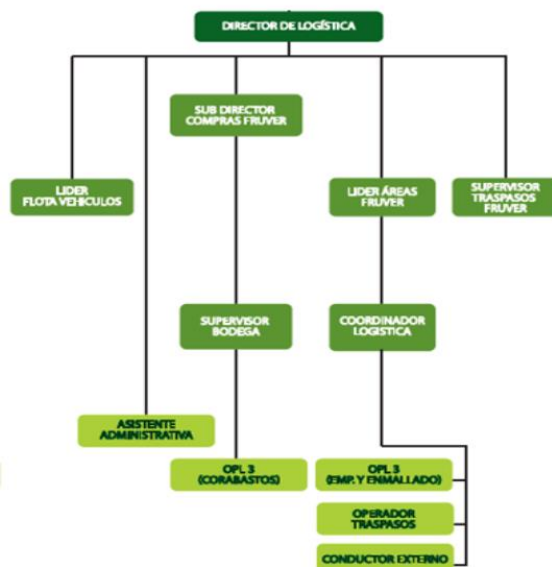 DIRECTOR DE LOGÍSTICA
SUB DIRECTOR
COMPRAS FRUVER
LIDER
FLOTA VEHICULOS
LIDER ÁREAS
FRUVER
SUPERVISOR
TRASPASOS
FRUVER
SUPERVISOR
BODEGA
COORDINADOR
LOGISTICA
ASISTENTE
ADMINISTRATIVA
OPL 3
(CORABASTOS)
OPL 3
(EMP. Y ENMALLADO)
OPERADOR
TRASPASOS
CONDUCTOR EXTERNO